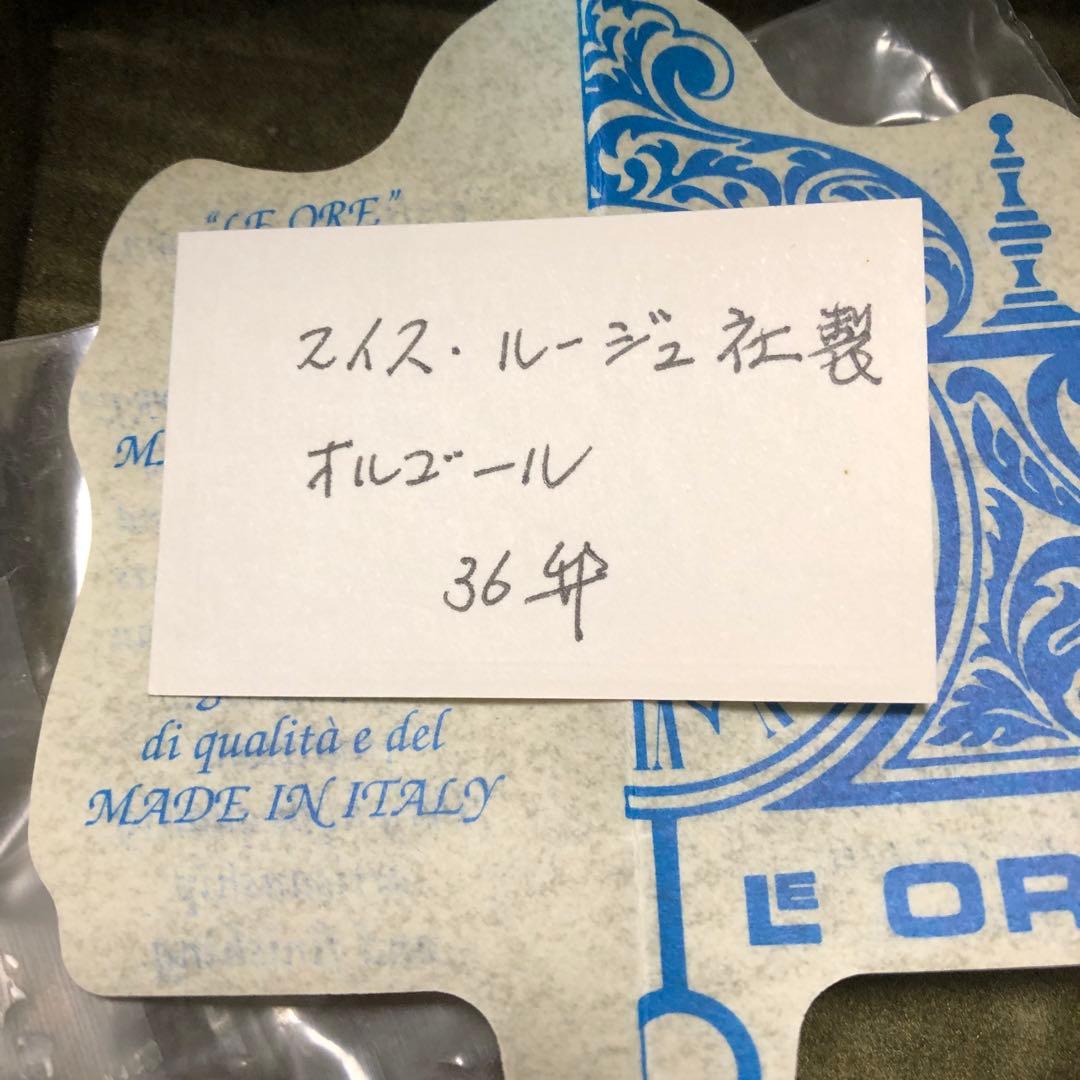 "LE ORE"
スイス・ルージュ社製
オルゴール
36弁
di qualità e del
MADE IN ITALY
LE OR